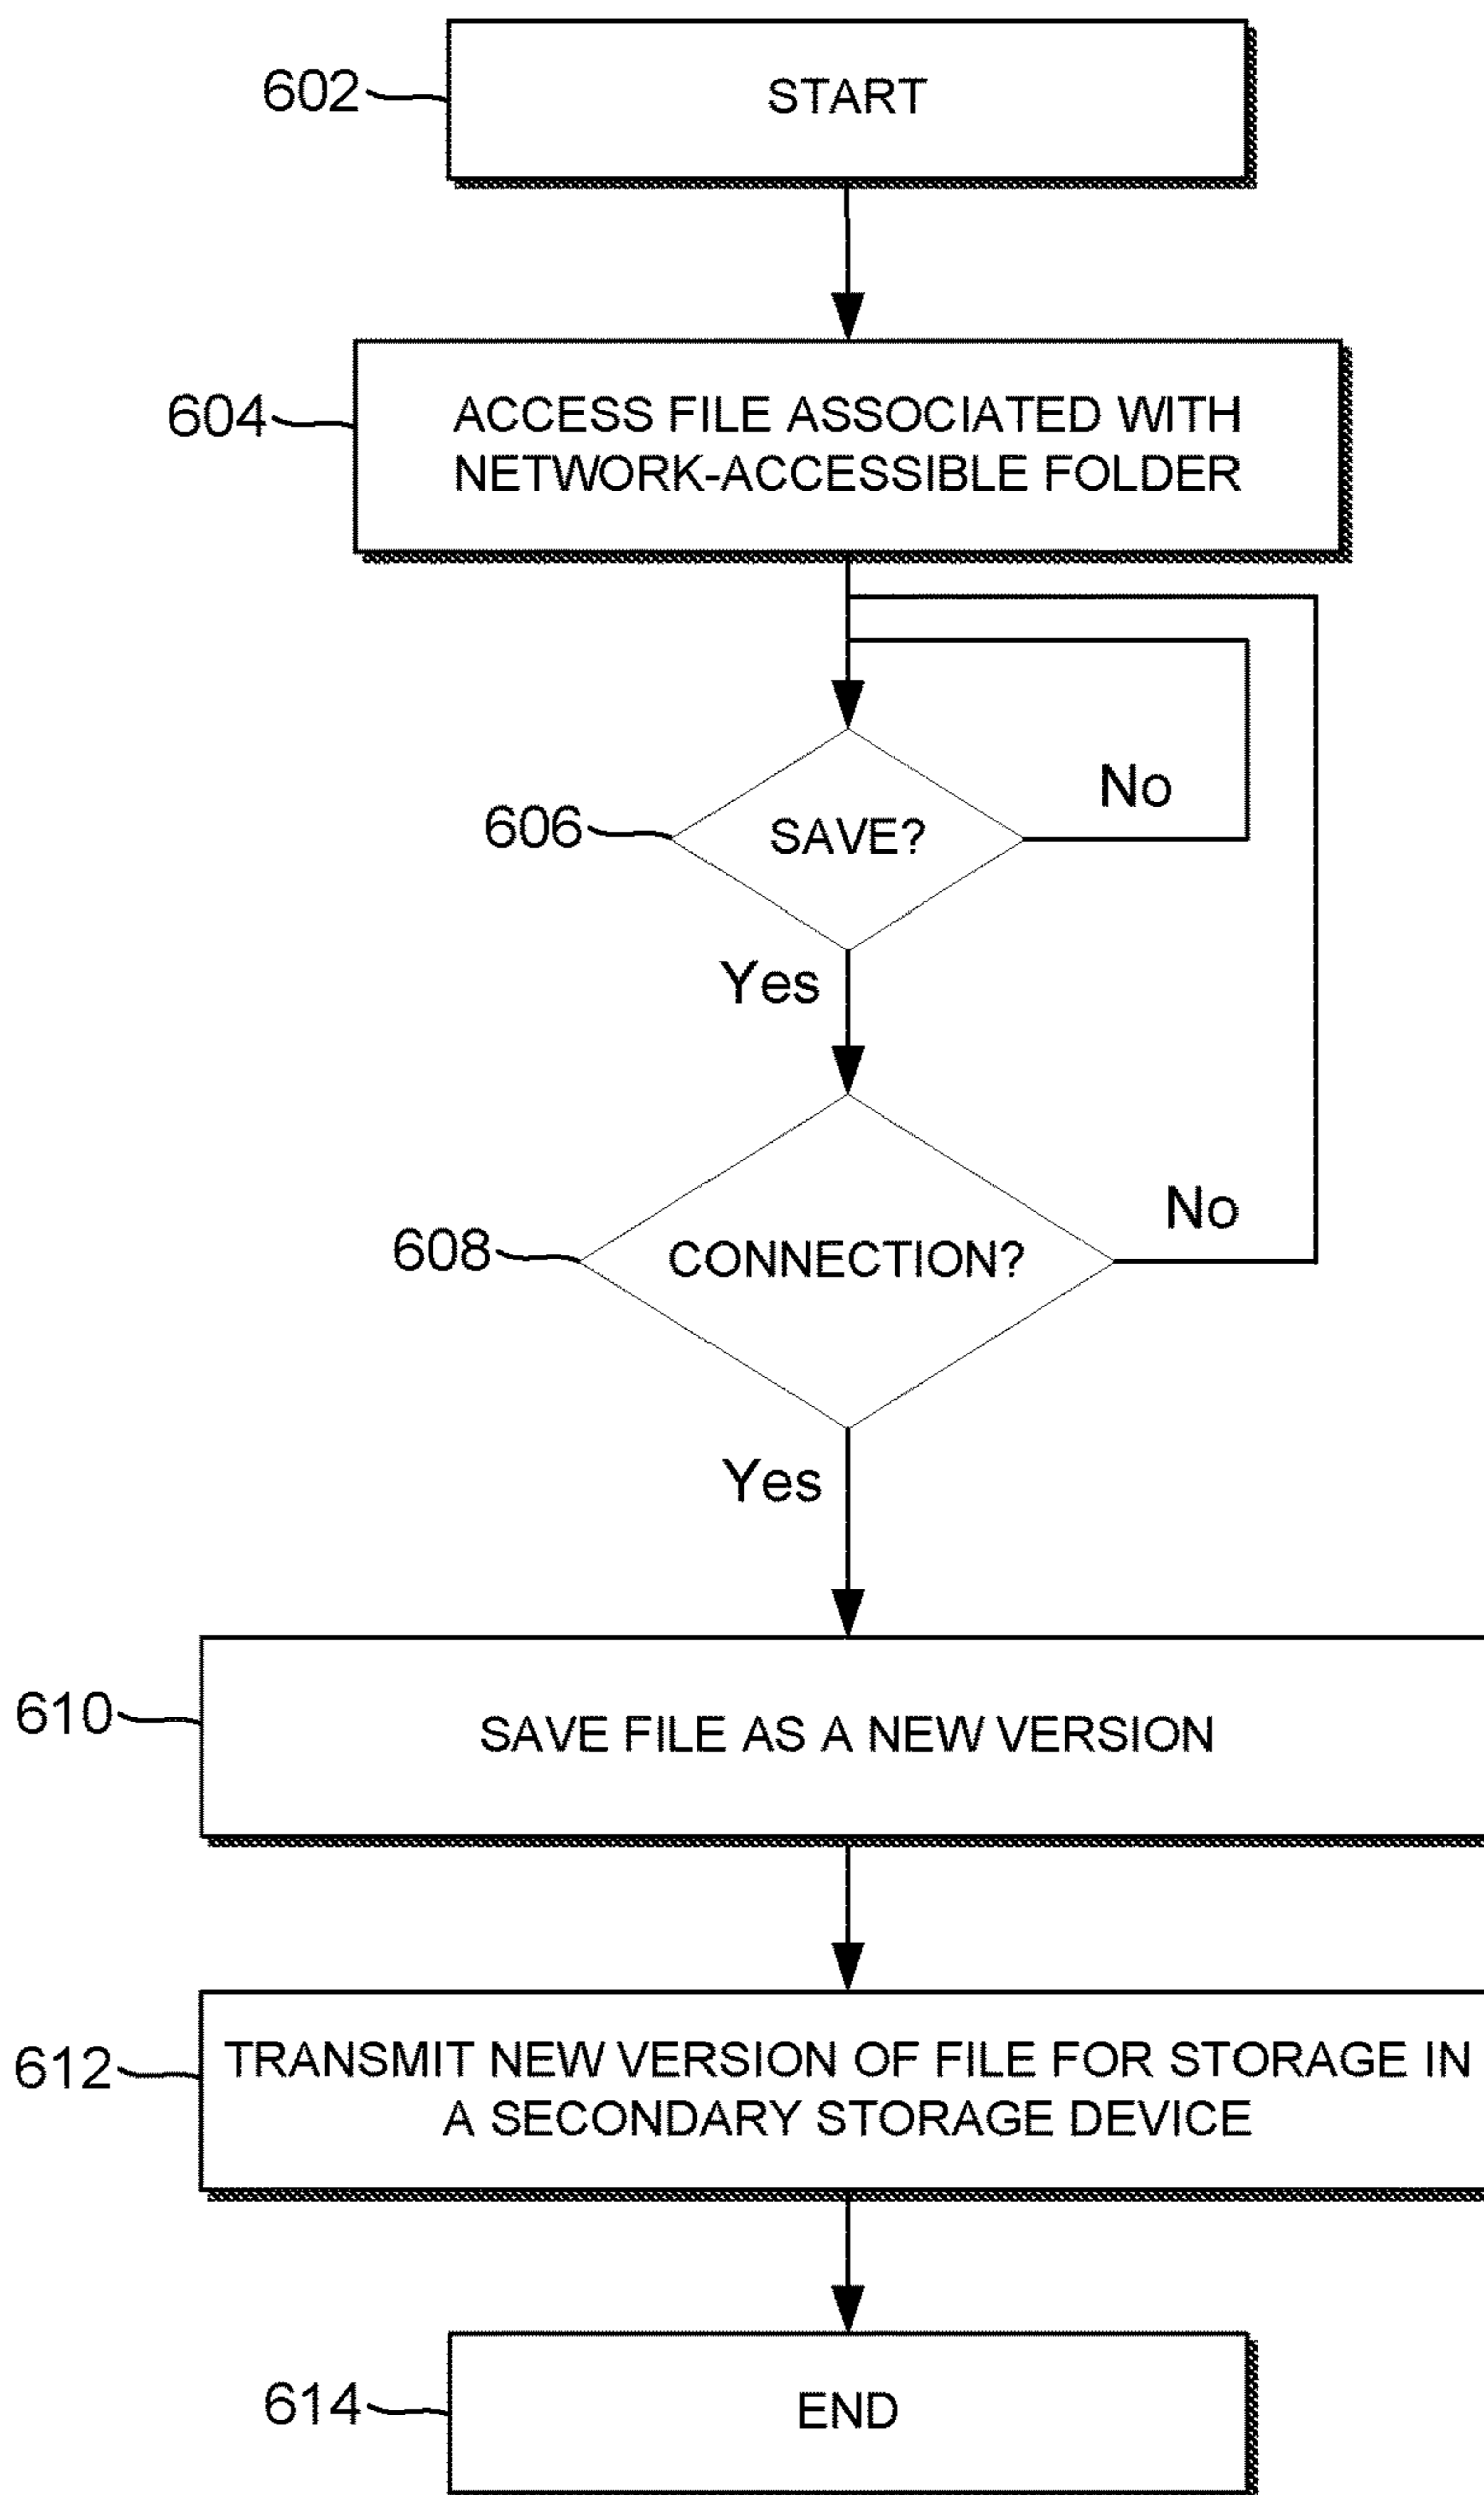 602
START
604
ACCESS FILE ASSOCIATED WITH
NETWORK-ACCESSIBLE FOLDER
606
SAVE?
No
Yes
608
CONNECTION?
No
Yes
610
SAVE FILE AS A NEW VERSION
612
TRANSMIT NEW VERSION OF FILE FOR STORAGE IN
A SECONDARY STORAGE DEVICE
614
END